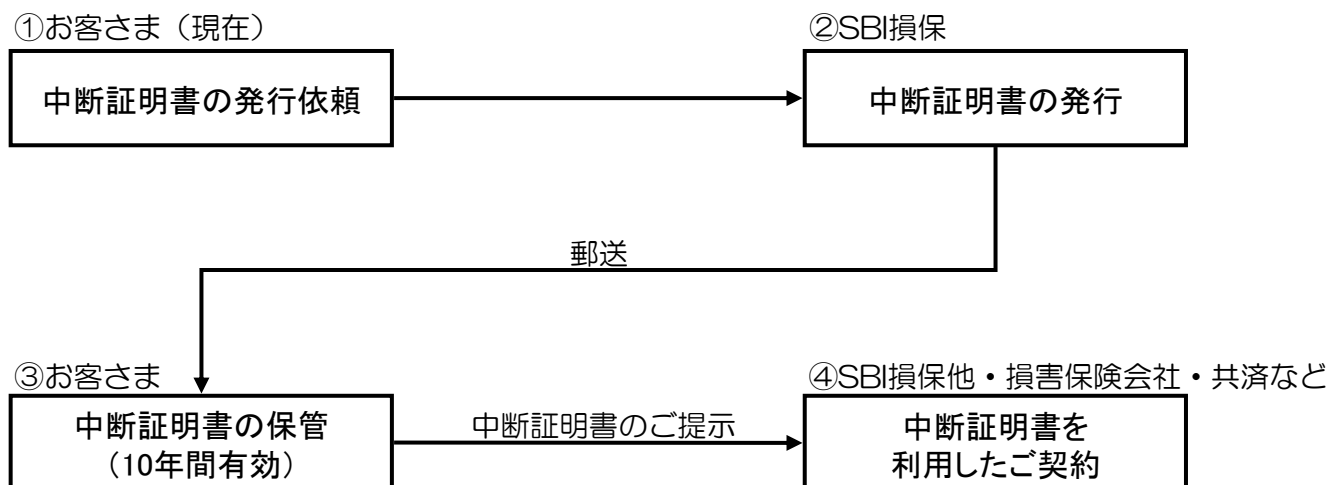 ①お客さま（現在）
②SBI損保
中断証明書の発行依頼
中断証明書の発行
郵送
③お客さま
④SBI損保他・損害保険会社・共済など
中断証明書の保管
（10年間有効）
中断証明書のご提示
中断証明書を
利用したご契約